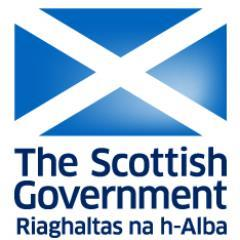 The Scottish
Government
Riaghaltas na h-Alba